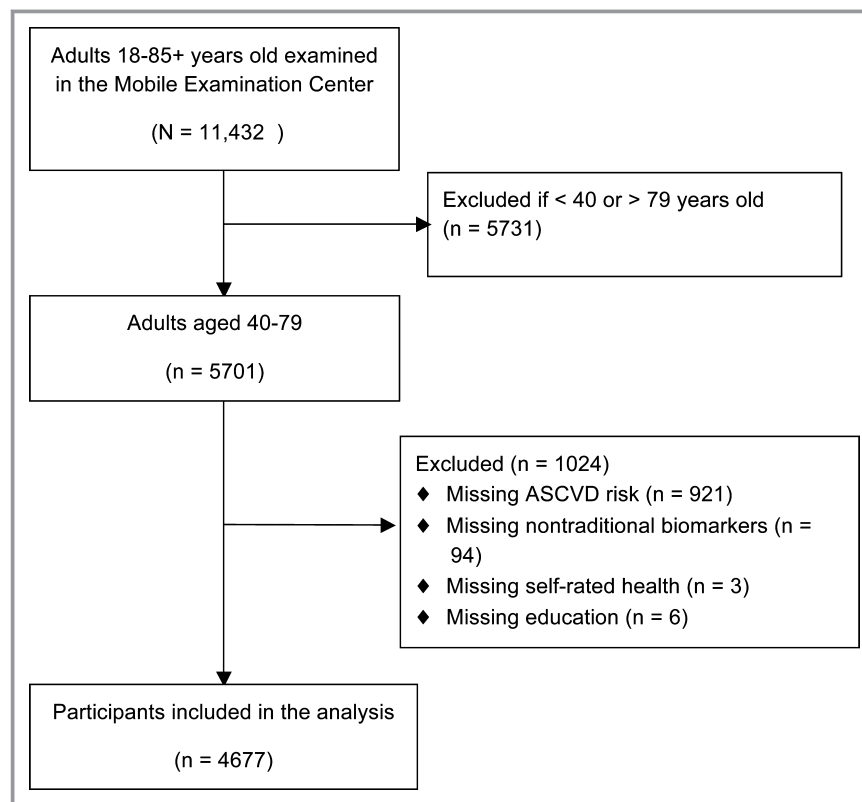 Adults 18-85+ years old examined
in the Mobile Examination Center
(N = 11,432  )
Excluded if < 40 or > 79 years old
(n = 5731)
Adults aged 40-79
(n = 5701)
Excluded (n = 1024)
♦ Missing ASCVD risk (n = 921)
♦ Missing nontraditional biomarkers (n =
94)
♦ Missing self-rated health (n = 3)
♦ Missing education (n = 6)
Participants included in the analysis
(n = 4677)